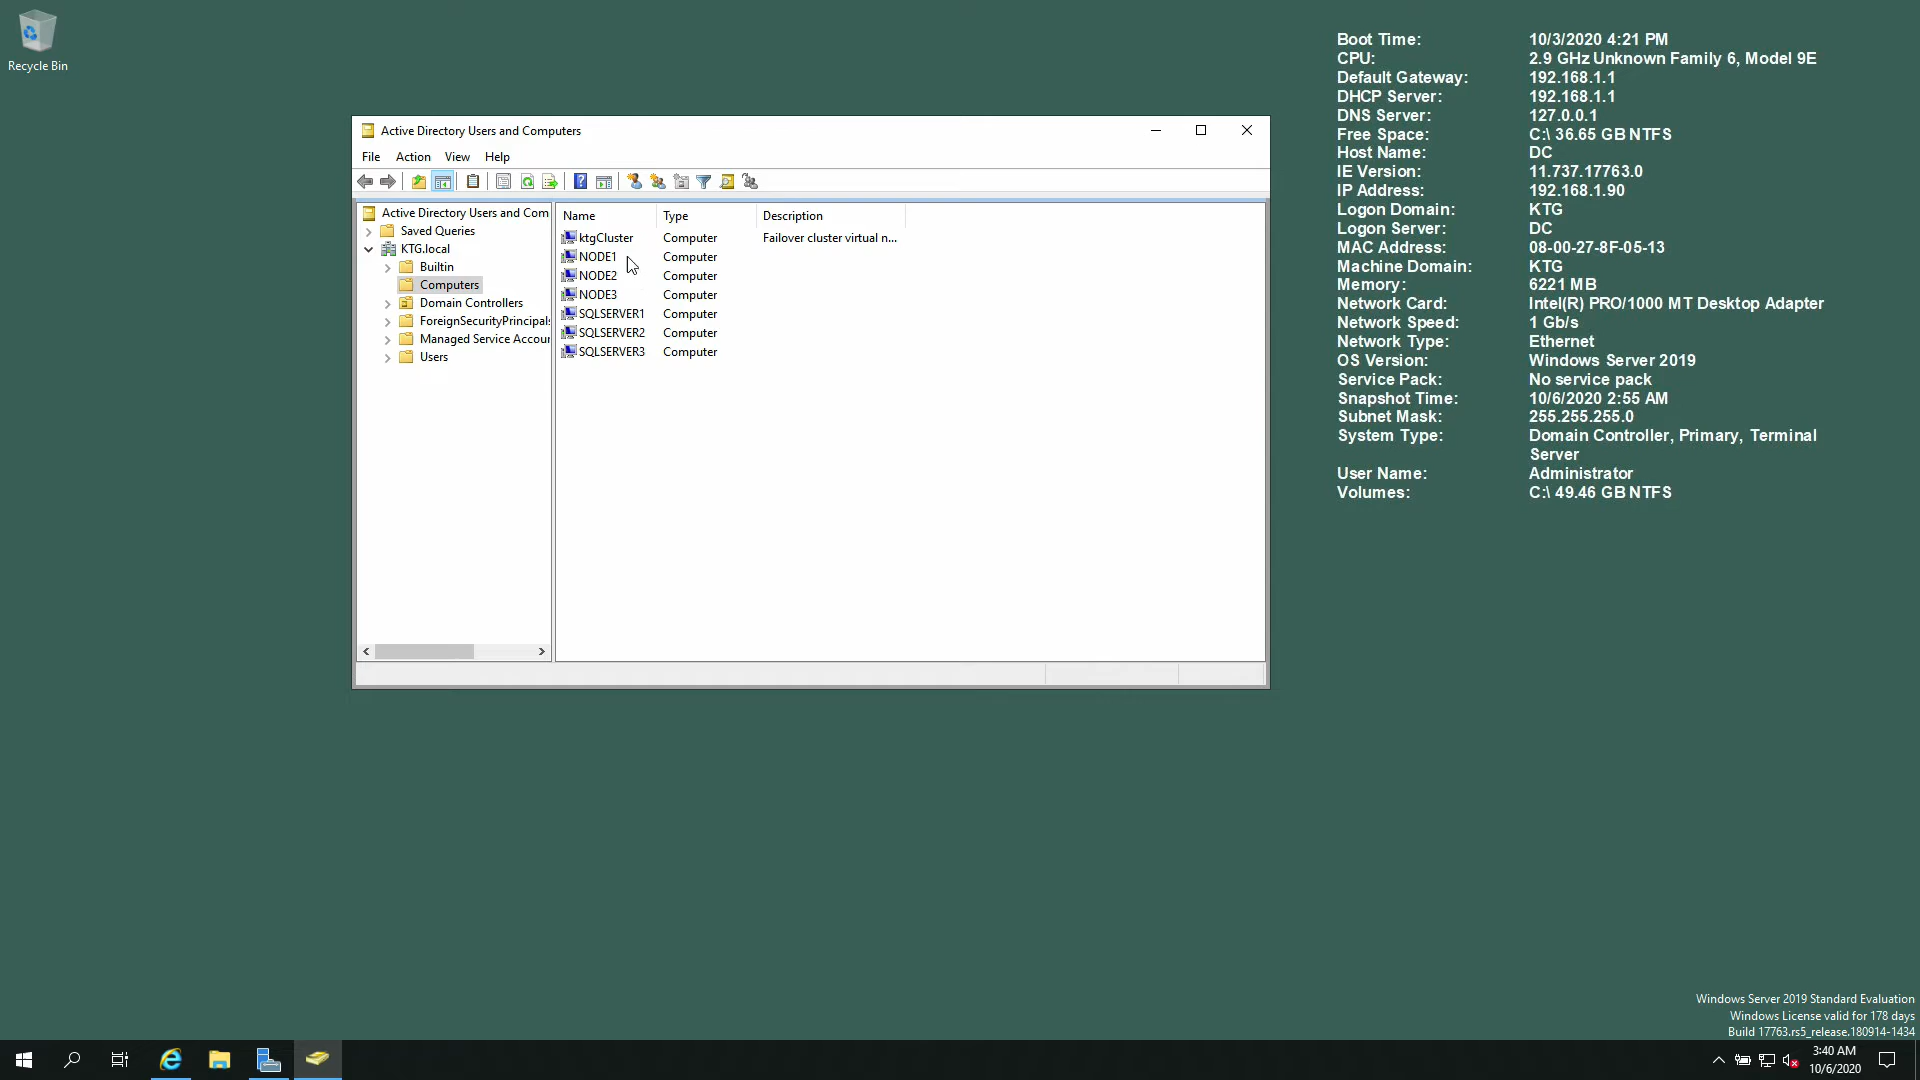 Recycle Bin
Boot Time: 10/3/2020 4:21 PM
CPU: 2.9 GHz Unknown Family 6, Model 9E
Default Gateway: 192.168.1.1
DHCP Server: 192.168.1.1
DNS Server: 127.0.0.1
Free Space: C:\ 36.65 GB NTFS
Host Name: DC
IE Version: 11.737.17763.0
IP Address: 192.168.1.90
Logon Domain: KTG
Logon Server: DC
MAC Address: 08-00-27-8F-05-13
Machine Domain: KTG
Memory: 6221 MB
Network Card: Intel(R) PRO/1000 MT Desktop Adapter
Network Speed: 1 Gb/s
Network Type: Ethernet
OS Version: Windows Server 2019
Service Pack: No service pack
Snapshot Time: 10/6/2020 2:55 AM
Subnet Mask: 255.255.255.0
System Type: Domain Controller, Primary, Terminal
Server
User Name: Administrator
Volumes: C:\ 49.46 GB NTFS
Active Directory Users and Computers
File Action View Help
Active Directory Users and Com
Saved Queries
KTG.local
Builtin
Computers
Domain Controllers
ForeignSecurityPrincipals
Managed Service Accour
Users
Name Type Description
ktgCluster Computer Failover cluster virtual n...
NODE1 Computer
NODE2 Computer
NODE3 Computer
SQLSERVER1 Computer
SQLSERVER2 Computer
SQLSERVER3 Computer
Windows Server 2019 Standard Evaluation
Windows License valid for 178 days
Build 17763.rs5_release.180914-1434
3:40 AM
10/6/2020